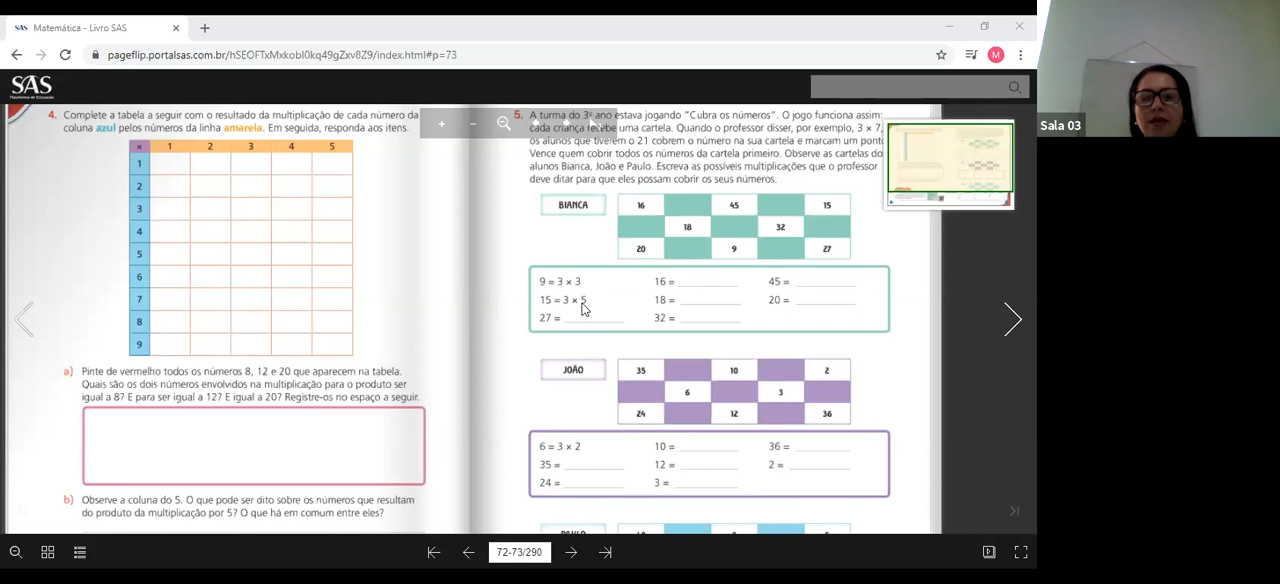 SAS Matemática - Livro SAS
pageflip.portalsas.com.br/hSEOFTxMxkobI0kq49gZxv8Z9/index.html#p=73
M
SAS
Plataforma de Educação
4. Complete a tabela a seguir com o resultado da multiplicação de cada número da
coluna azul pelos números da linha amarela. Em seguida, responda aos itens.
× 1 2 3 4 5
1
2
3
4
5
6
7
8
9
a) Pinte de vermelho todos os números 8, 12 e 20 que aparecem na tabela.
Quais são os dois números envolvidos na multiplicação para o produto ser
igual a 8? E para ser igual a 12? E igual a 20? Registre-os no espaço a seguir.
b) Observe a coluna do 5. O que pode ser dito sobre os números que resultam
do produto da multiplicação por 5? O que há em comum entre eles?
5. A turma do 3º ano estava jogando "Cubra os números". O jogo funciona assim:
cada criança recebe uma cartela. Quando o professor disser, por exemplo, 3 × 7,
os alunos que tiverem o 21 cobrem o número na sua cartela e marcam um ponto
Vence quem cobrir todos os números da cartela primeiro. Observe as cartelas do
alunos Bianca, João e Paulo. Escreva as possíveis multiplicações que o professor
deve ditar para que eles possam cobrir os seus números.
BIANCA
16 45 15
18 32
20 9 27
9 = 3 × 3 16 = 45 =
15 = 3 × 5 18 = 20 =
27 = 32 =
JOÃO
35 10 2
6 3
24 12 36
6 = 3 × 2 10 = 36 =
35 = 12 = 2 =
24 = 3 =
72-73/290
Sala 03